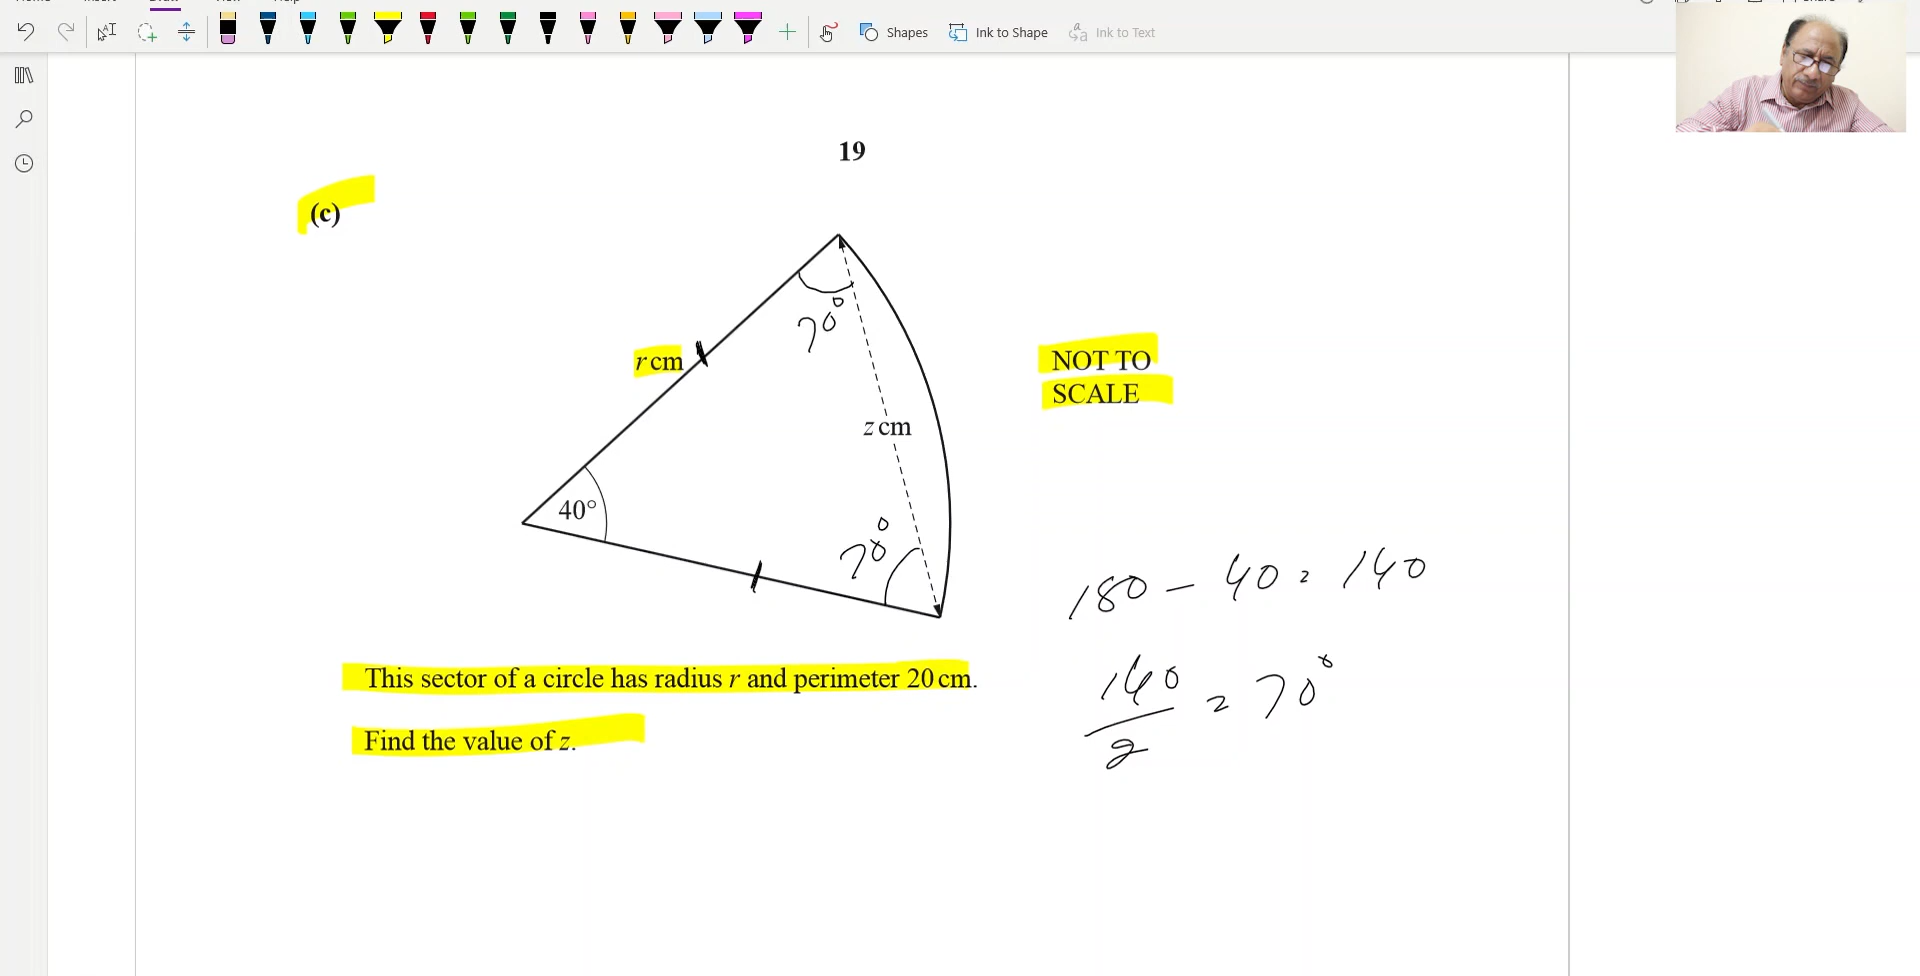 Shapes
Ink to Shape
Ink to Text
19
(c)
70°
r cm
NOT TO
SCALE
z cm
40°
70°
180 - 40 = 140
140
2
= 70°
This sector of a circle has radius r and perimeter 20 cm.
Find the value of z.